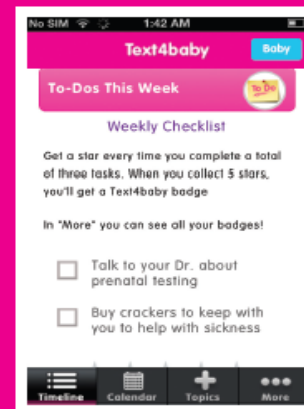 No SIM 1:42 AM
Text4baby
Baby
To-Dos This Week
To Do
Weekly Checklist
Get a star every time you complete a total
of three tasks. When you collect 5 stars,
you'll get a Text4baby badge
In "More" you can see all your badges!
Talk to your Dr. about
prenatal testing
Buy crackers to keep with
you to help with sickness
Timeline Calendar Topics More